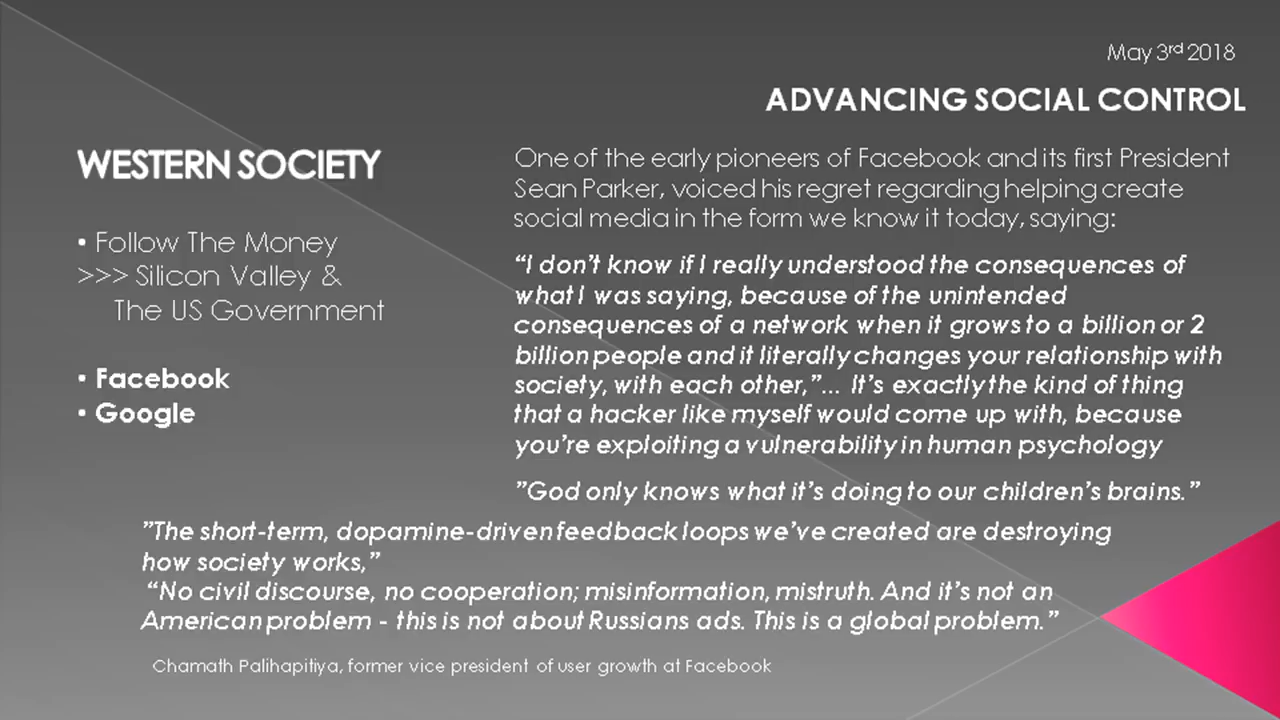 May 3rd 2018
ADVANCING SOCIAL CONTROL
WESTERN SOCIETY
• Follow The Money
>>> Silicon Valley &
The US Government
• Facebook
• Google
One of the early pioneers of Facebook and its first President
Sean Parker, voiced his regret regarding helping create
social media in the form we know it today, saying:
“I don’t know if I really understood the consequences of
what I was saying, because of the unintended
consequences of a network when it grows to a billion or 2
billion people and it literally changes your relationship with
society, with each other,”... It’s exactly the kind of thing
that a hacker like myself would come up with, because
you’re exploiting a vulnerability in human psychology
”God only knows what it’s doing to our children’s brains.”
”The short-term, dopamine-driven feedback loops we’ve created are destroying
how society works,”
“No civil discourse, no cooperation; misinformation, mistruth. And it’s not an
American problem - this is not about Russians ads. This is a global problem.”
Chamath Palihapitiya, former vice president of user growth at Facebook